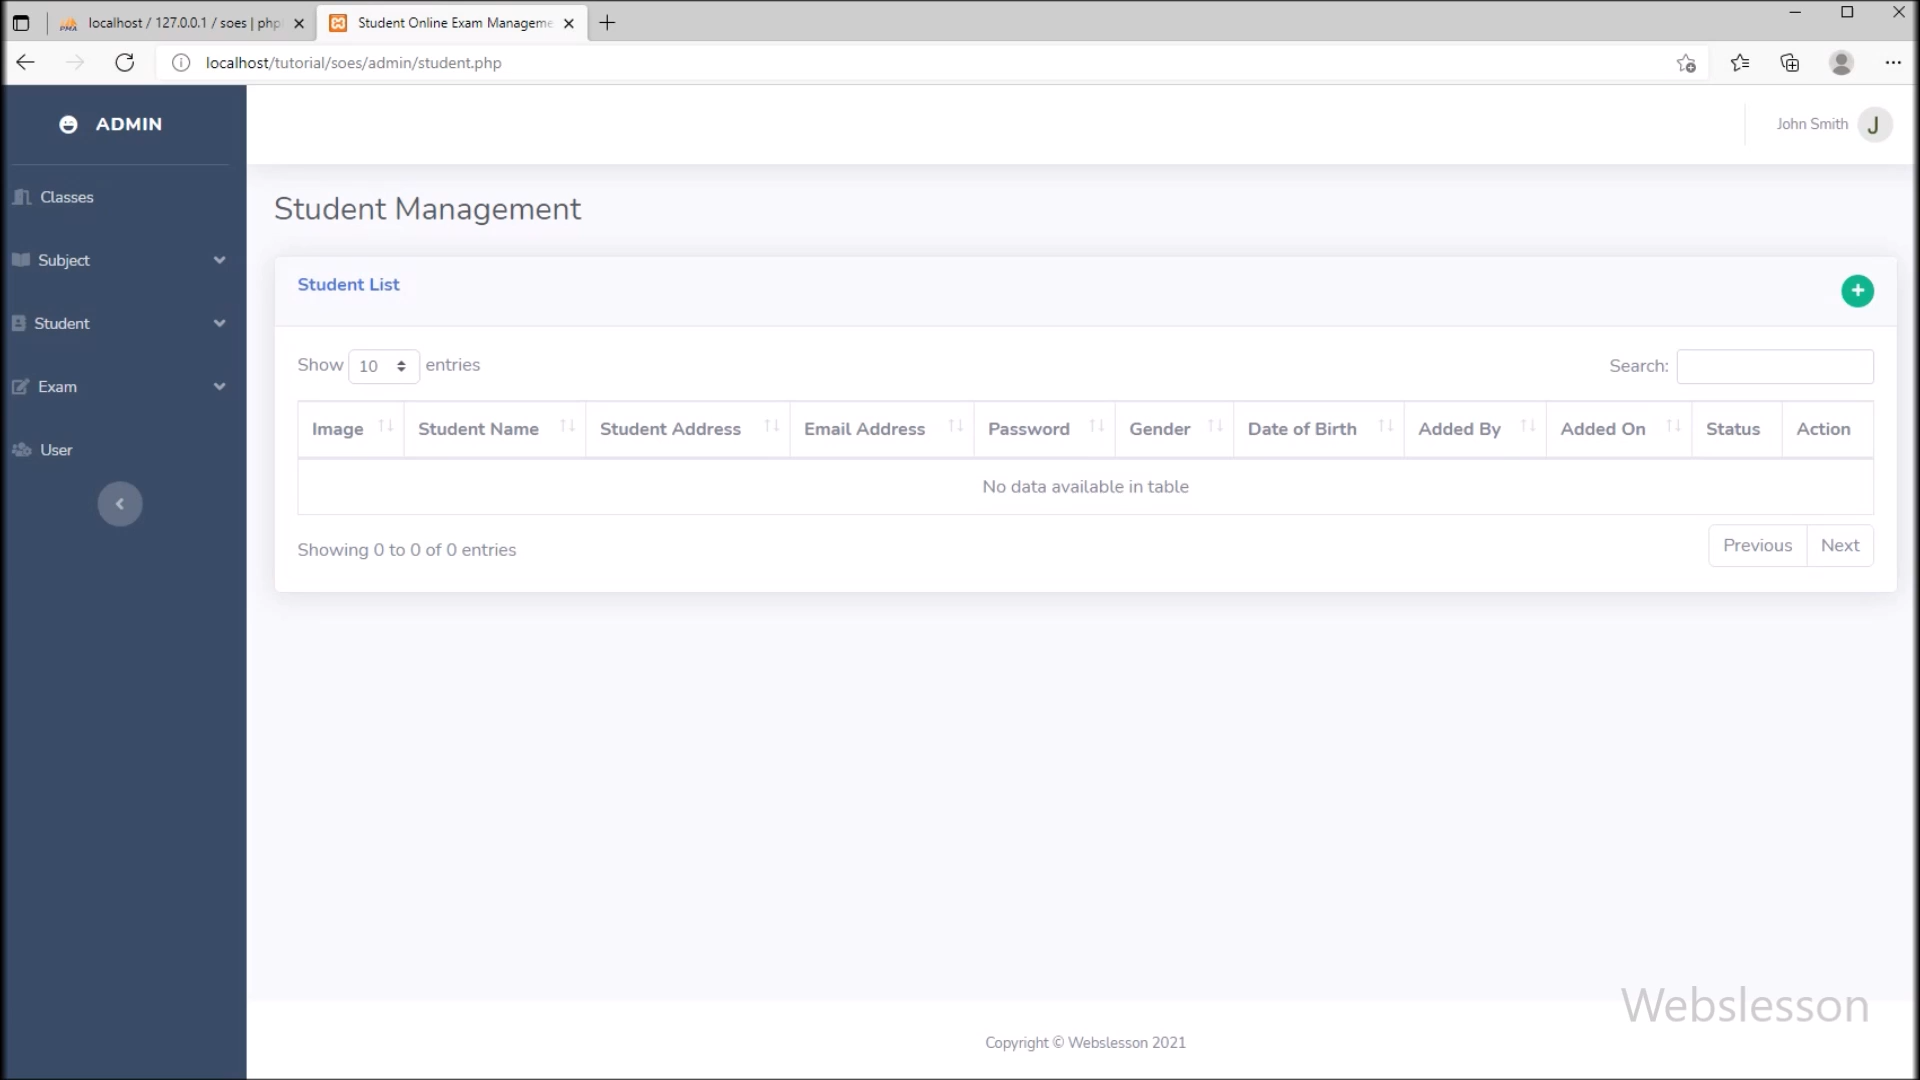 localhost / 127.0.0.1 / soes | php
Student Online Exam Manageme
localhost/tutorial/soes/admin/student.php
ADMIN
John Smith J
Classes
Subject
Student
Exam
User
Student Management
Student List
Show 10 entries
Search:
Image Student Name Student Address Email Address Password Gender Date of Birth Added By Added On Status Action
No data available in table
Showing 0 to 0 of 0 entries
Previous Next
Webslesson
Copyright © Webslesson 2021